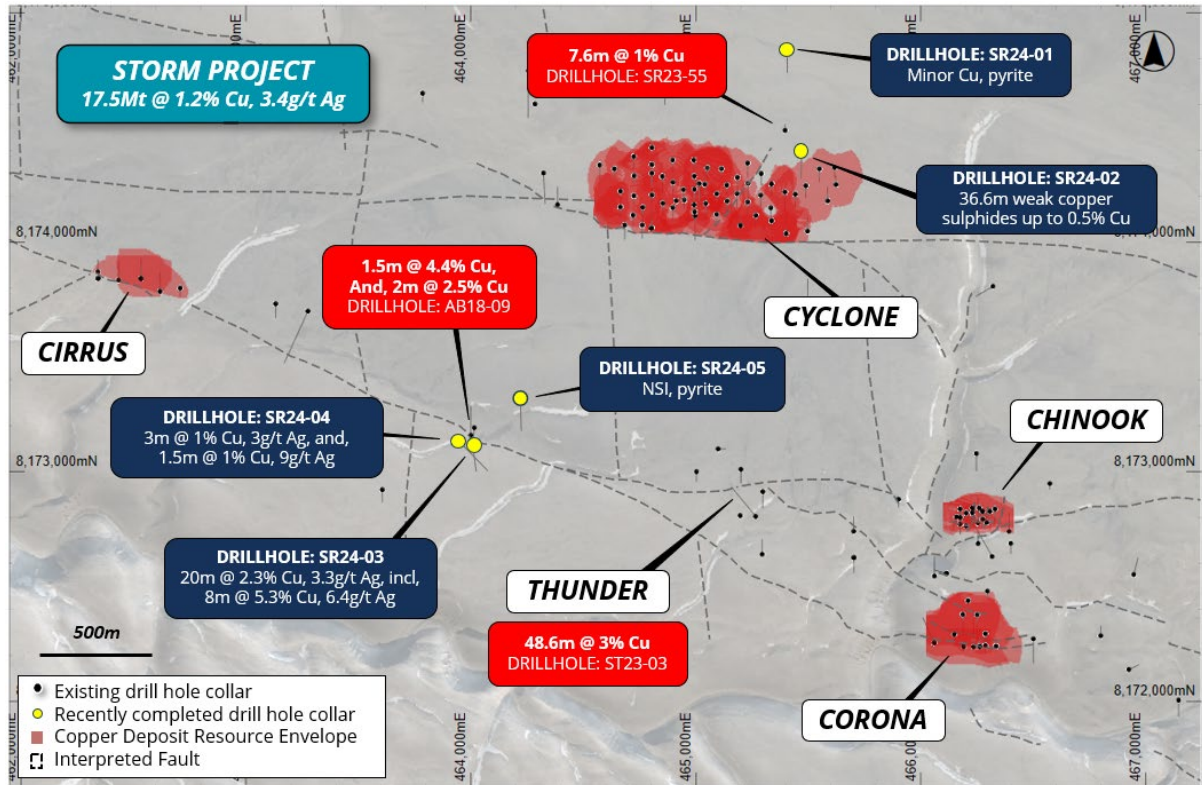 462,000mE
464,000mE
467,000mE
STORM PROJECT
17.5Mt @ 1.2% Cu, 3.4g/t Ag
7.6m @ 1% Cu
DRILLHOLE: SR23-55
DRILLHOLE: SR24-01
Minor Cu, pyrite
DRILLHOLE: SR24-02
36.6m weak copper
sulphides up to 0.5% Cu
8,174,000mN
1.5m @ 4.4% Cu,
And, 2m @ 2.5% Cu
DRILLHOLE: AB18-09
CYCLONE
CIRRUS
DRILLHOLE: SR24-05
NSI, pyrite
DRILLHOLE: SR24-04
3m @ 1% Cu, 3g/t Ag, and,
1.5m @ 1% Cu, 9g/t Ag
CHINOOK
8,173,000mN
8,173,000mN
DRILLHOLE: SR24-03
20m @ 2.3% Cu, 3.3g/t Ag, incl,
8m @ 5.3% Cu, 6.4g/t Ag
THUNDER
48.6m @ 3% Cu
DRILLHOLE: ST23-03
500m
CORONA
8,172,000mN
Existing drill hole collar
Recently completed drill hole collar
Copper Deposit Resource Envelope
Interpreted Fault
464,000mE
465,000mE
467,000mE